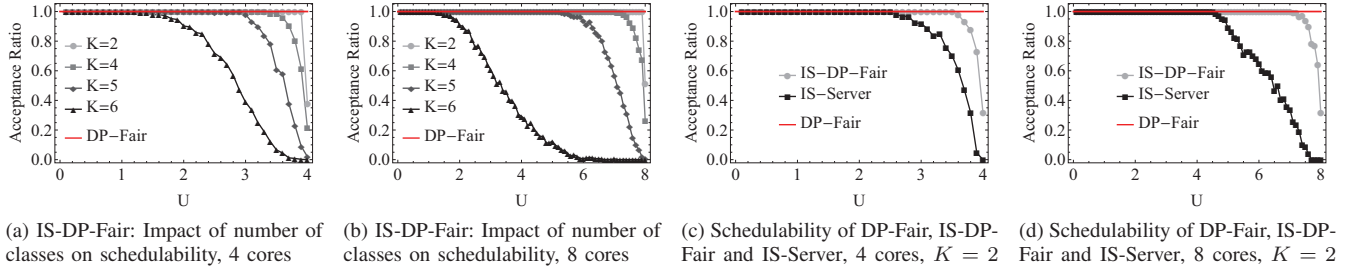 Acceptance Ratio
1.0
0.8
0.6
0.4
0.2
0.0
K=2
K=4
K=5
K=6
DP−Fair
0 1 2 3 4
U
(a) IS-DP-Fair: Impact of number of
classes on schedulability, 4 cores
Acceptance Ratio
1.0
0.8
0.6
0.4
0.2
0.0
K=2
K=4
K=5
K=6
DP−Fair
0 2 4 6 8
U
(b) IS-DP-Fair: Impact of number of
classes on schedulability, 8 cores
Acceptance Ratio
1.0
0.8
0.6
0.4
0.2
0.0
IS−DP−Fair
IS−Server
DP−Fair
0 1 2 3 4
U
(c) Schedulability of DP-Fair, IS-DP-
Fair and IS-Server, 4 cores, K = 2
Acceptance Ratio
1.0
0.8
0.6
0.4
0.2
0.0
IS−DP−Fair
IS−Server
DP−Fair
0 2 4 6 8
U
(d) Schedulability of DP-Fair, IS-DP-
Fair and IS-Server, 8 cores, K = 2